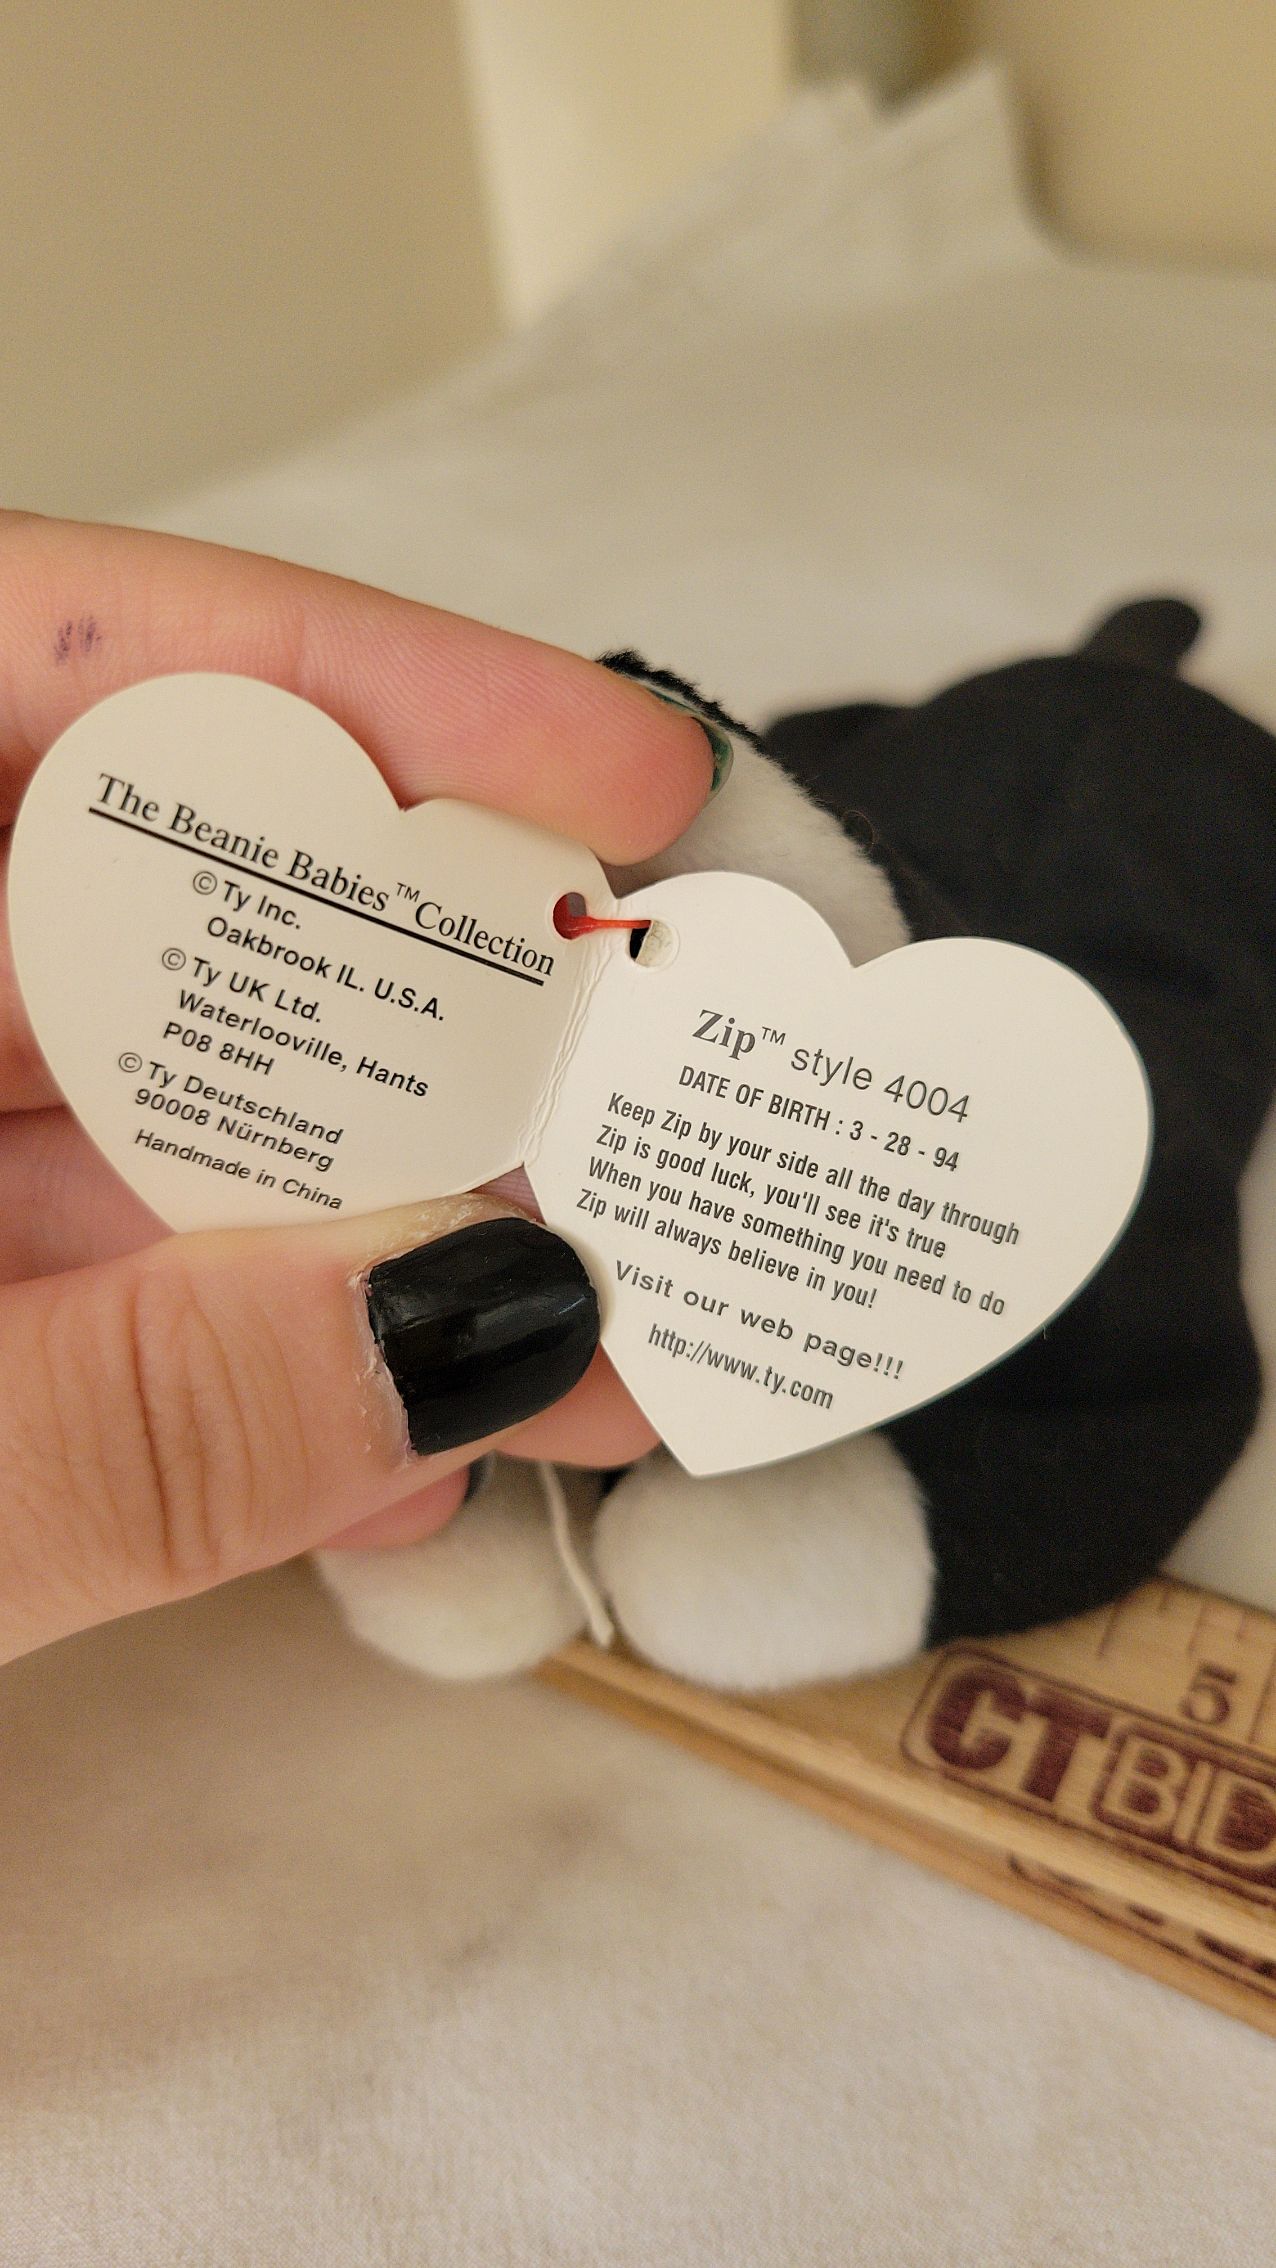 The Beanie Babies™Collection
© Ty Inc.
Oakbrook IL. U.S.A.
© Ty UK Ltd.
Waterlooville, Hants
P08 8HH
© Ty Deutschland
90008 Nürnberg
Handmade in China
Zip™ style 4004
DATE OF BIRTH : 3 - 28 - 94
Keep Zip by your side all the day through
Zip is good luck, you'll see it's true
When you have something you need to do
Zip will always believe in you!
Visit our web page!!!
http://www.ty.com
5
CTBID